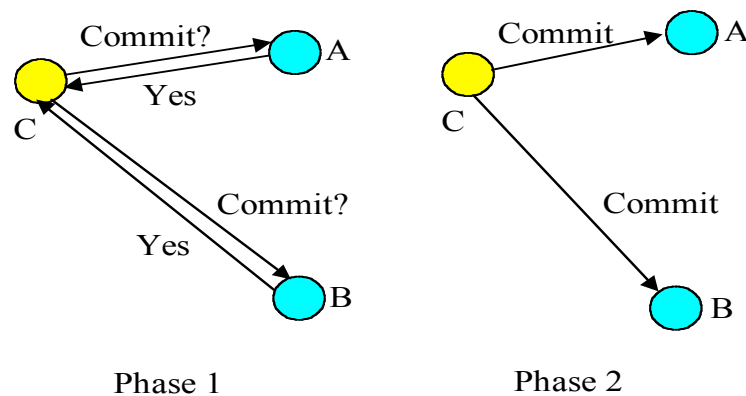 Commit?
A
Yes
C
Commit?
Yes
B
Phase 1
Commit
A
C
Commit
B
Phase 2